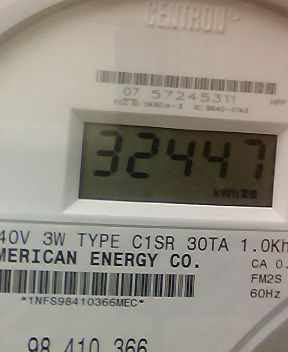 CENTRON®
07 57245311
32447
kWh
40V 3W TYPE C1SR 30TA 1.0Kh
MERICAN ENERGY CO.
CA 0.
FM2S
60Hz
*1NFS98410366MEC*
98 410 366